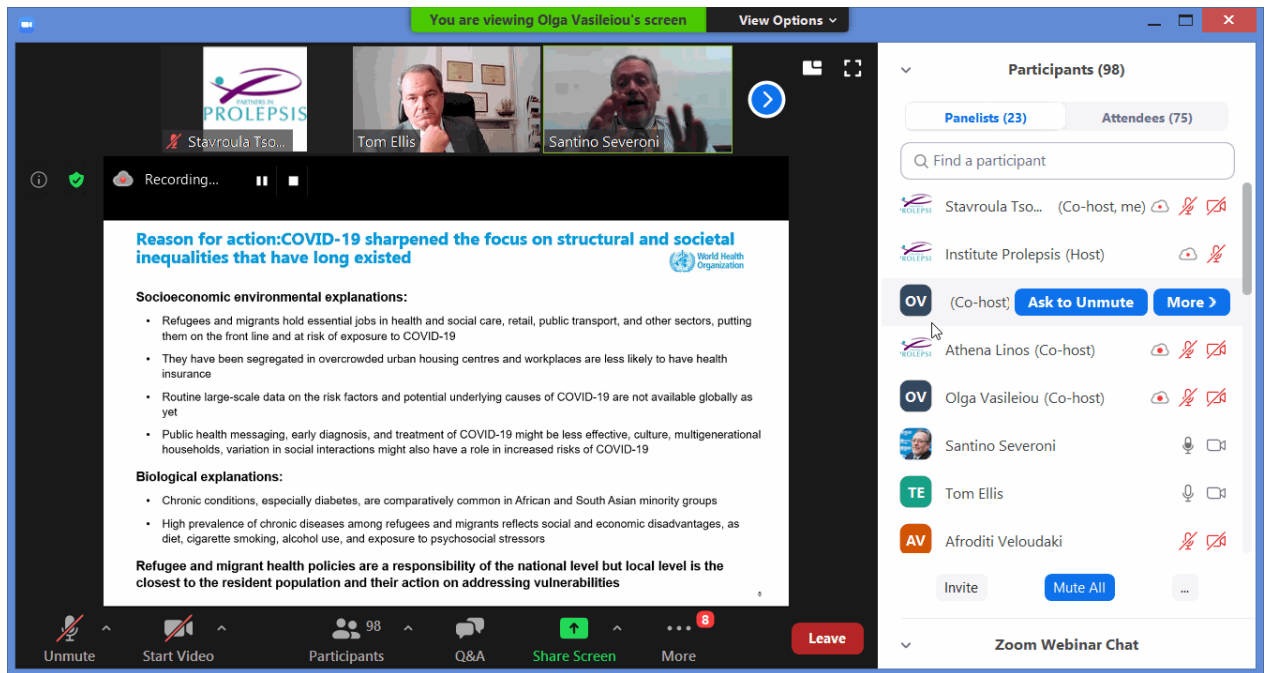 You are viewing Olga Vasileiou's screen
View Options
PARTNERS IN
PROLEPSIS
Stavroula Tso...
Tom Ellis
Santino Severoni
Recording...
Reason for action:COVID-19 sharpened the focus on structural and societal
inequalities that have long existed
World Health
Organization
Socioeconomic environmental explanations:
• Refugees and migrants hold essential jobs in health and social care, retail, public transport, and other sectors, putting
them on the front line and at risk of exposure to COVID-19
• They have been segregated in overcrowded urban housing centres and workplaces are less likely to have health
insurance
• Routine large-scale data on the risk factors and potential underlying causes of COVID-19 are not available globally as
yet
• Public health messaging, early diagnosis, and treatment of COVID-19 might be less effective, culture, multigenerational
households, variation in social interactions might also have a role in increased risks of COVID-19
Biological explanations:
• Chronic conditions, especially diabetes, are comparatively common in African and South Asian minority groups
• High prevalence of chronic diseases among refugees and migrants reflects social and economic disadvantages, as
diet, cigarette smoking, alcohol use, and exposure to psychosocial stressors
Refugee and migrant health policies are a responsibility of the national level but local level is the
closest to the resident population and their action on addressing vulnerabilities
Unmute
Start Video
98
Participants
Q&A
Share Screen
8
More
Leave
Participants (98)
Panelists (23)
Attendees (75)
Find a participant
Stavroula Tso... (Co-host, me)
Institute Prolepsis (Host)
OV (Co-host) Ask to Unmute More
Athena Linos (Co-host)
OV Olga Vasileiou (Co-host)
Santino Severoni
TE Tom Ellis
AV Afroditi Veloudaki
Invite
Mute All
...
Zoom Webinar Chat